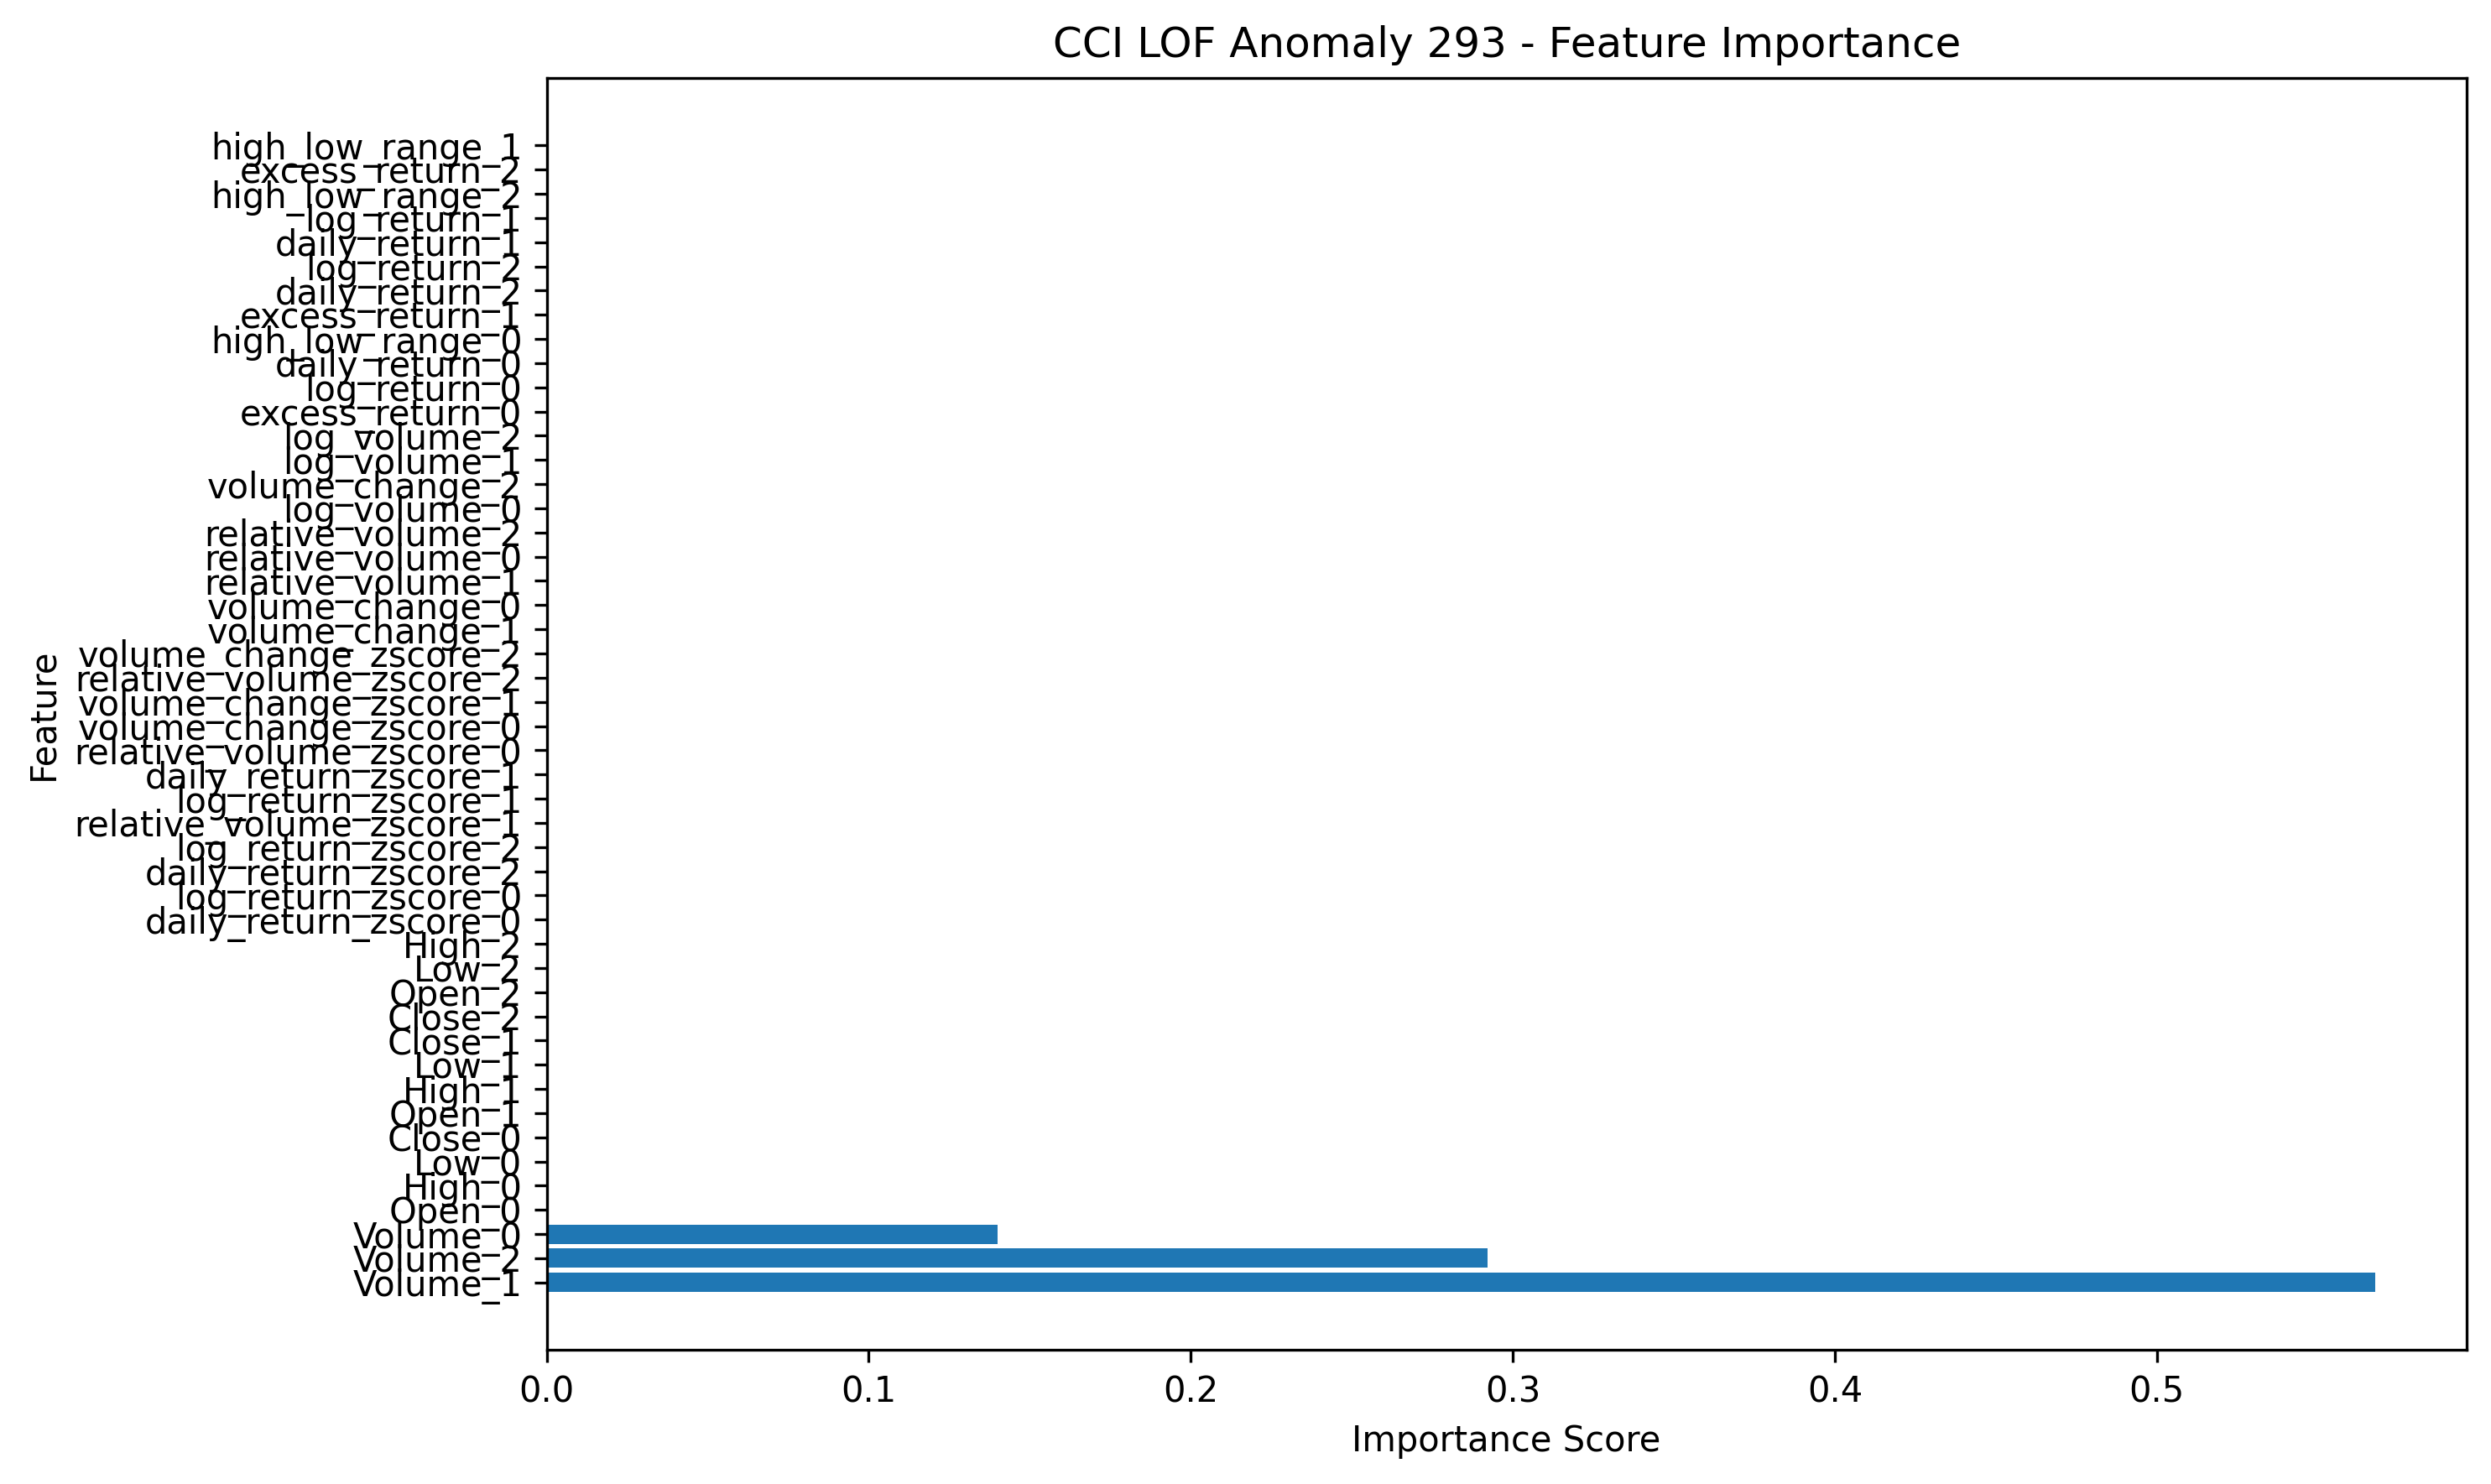 CCI LOF Anomaly 293 - Feature Importance
high_low_range_1
excess_return_2
high_low_range_2
log_return_1
daily_return_1
log_return_2
daily_return_2
excess_return_1
high_low_range_0
daily_return_0
log_return_0
excess_return_0
log_volume_2
log_volume_1
volume_change_2
log_volume_0
relative_volume_2
relative_volume_0
relative_volume_1
volume_change_0
volume_change_1
volume_change_zscore_2
relative_volume_zscore_2
volume_change_zscore_1
volume_change_zscore_0
relative_volume_zscore_0
daily_return_zscore_1
log_return_zscore_1
relative_volume_zscore_1
log_return_zscore_2
daily_return_zscore_2
log_return_zscore_0
daily_return_zscore_0
High_2
Low_2
Open_2
Close_2
Close_1
Low_1
High_1
Open_1
Close_0
Low_0
High_0
Open_0
Volume_0
Volume_2
Volume_1
Feature
0.0 0.1 0.2 0.3 0.4 0.5
Importance Score